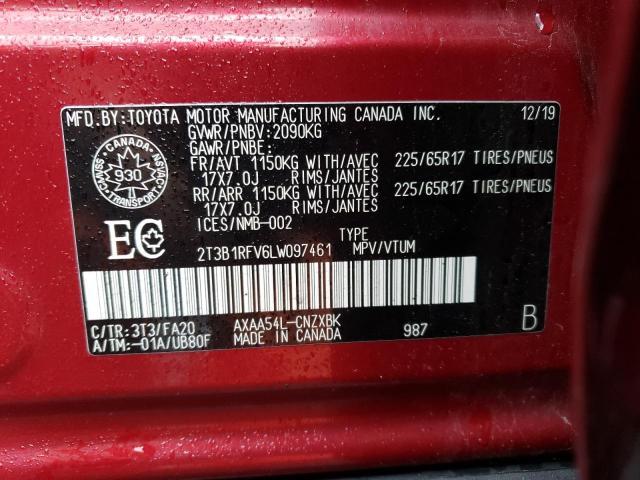 MFD.BY:TOYOTA MOTOR MANUFACTURING CANADA INC. 12/19
GVWR/PNBV:2090KG
GAWR/PNBE:
FR/AVT 1150KG WITH/AVEC 225/65R17 TIRES/PNEUS
17X7.0J RIMS/JANTES
RR/ARR 1150KG WITH/AVEC 225/65R17 TIRES/PNEUS
17X7.0J RIMS/JANTES
ICES/NMB-002
CANADA
930
TRANSPORT
CMVSS NSVAC
EC
TYPE
2T3B1RFV6LW097461 MPV/VTUM
C/TR:3T3/FA20 AXAA54L-CNZXBK 987 B
A/TM:-01A/UB80F MADE IN CANADA